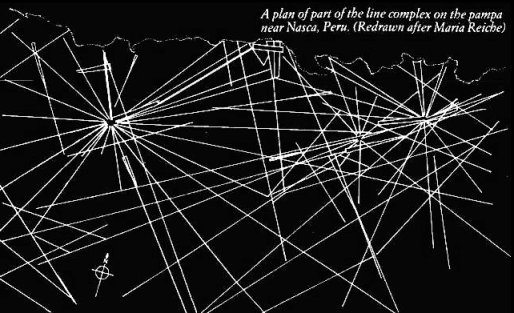 A plan of part of the line complex on the pampa
near Nasca, Peru. (Redrawn after Maria Reiche)